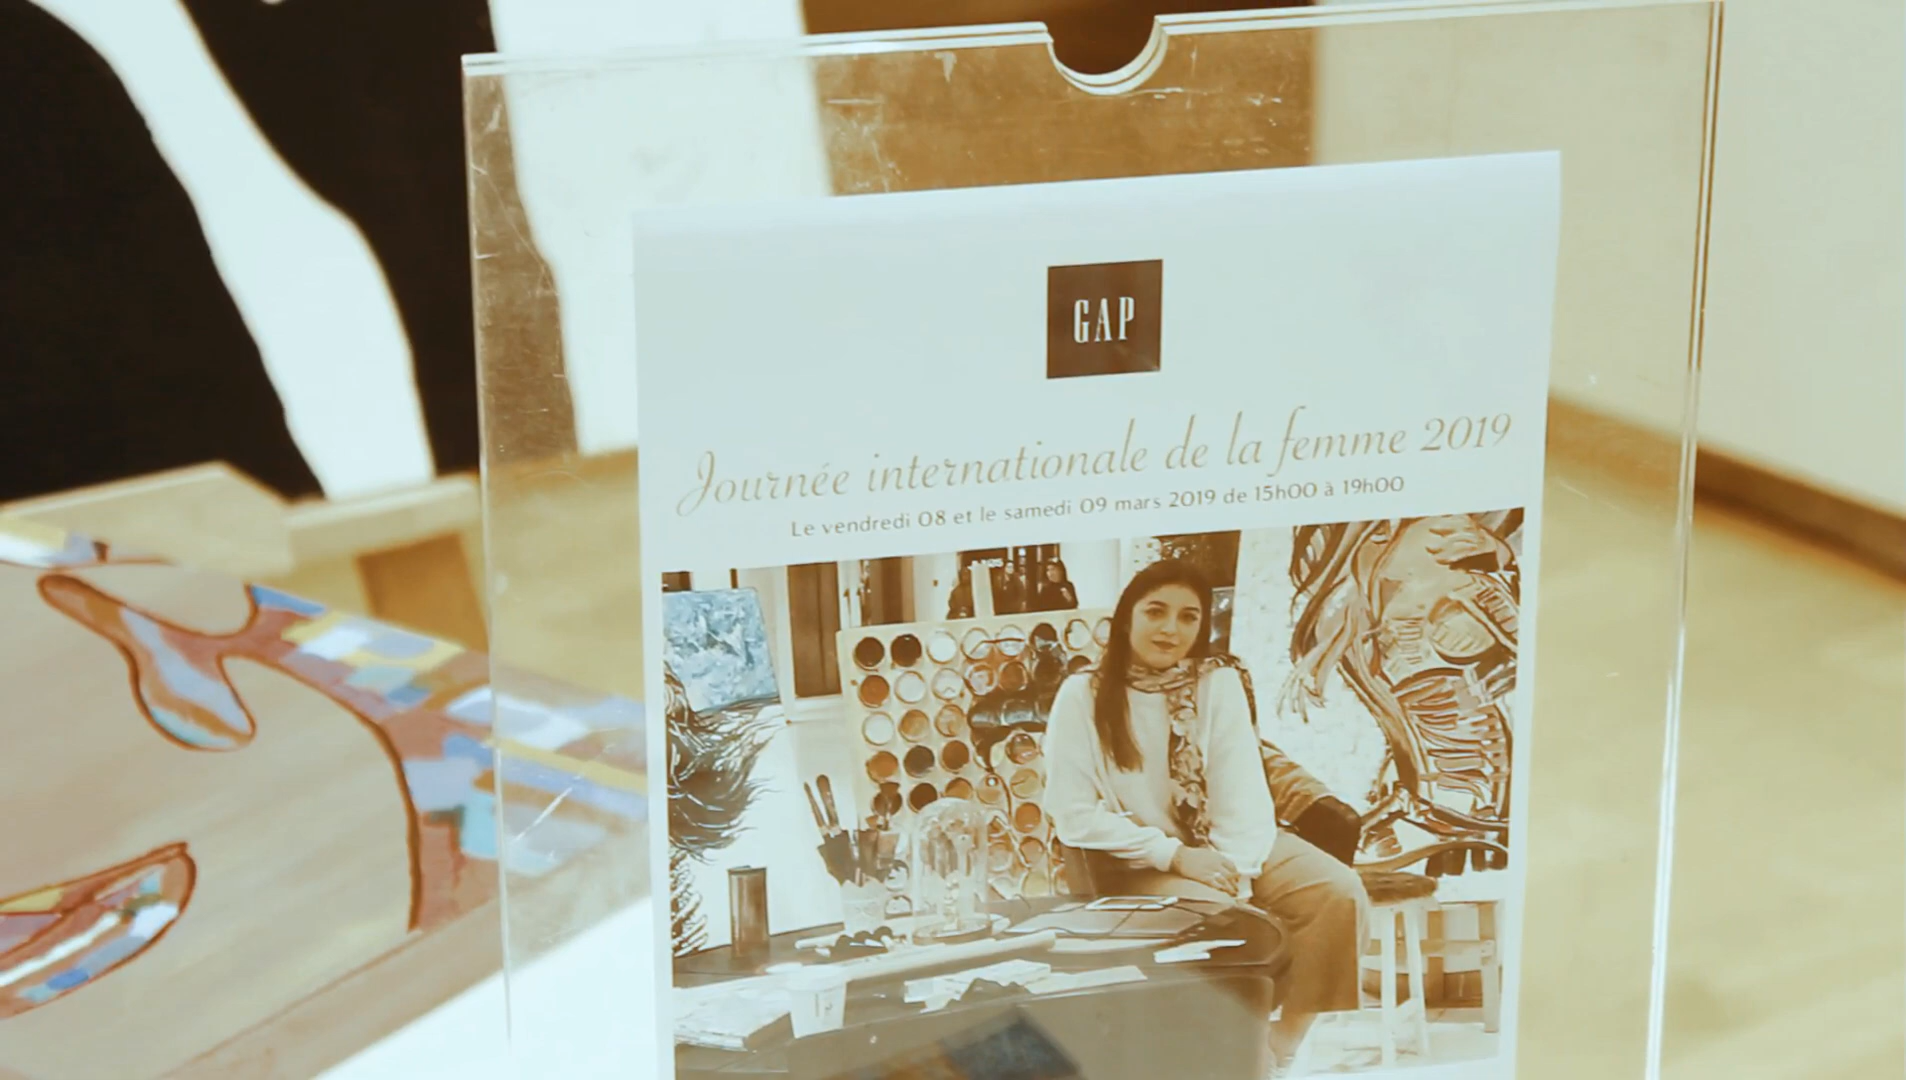 GAP
Journée internationale de la femme 2019
Le vendredi 08 et le samedi 09 mars 2019 de 15h00 à 19h00